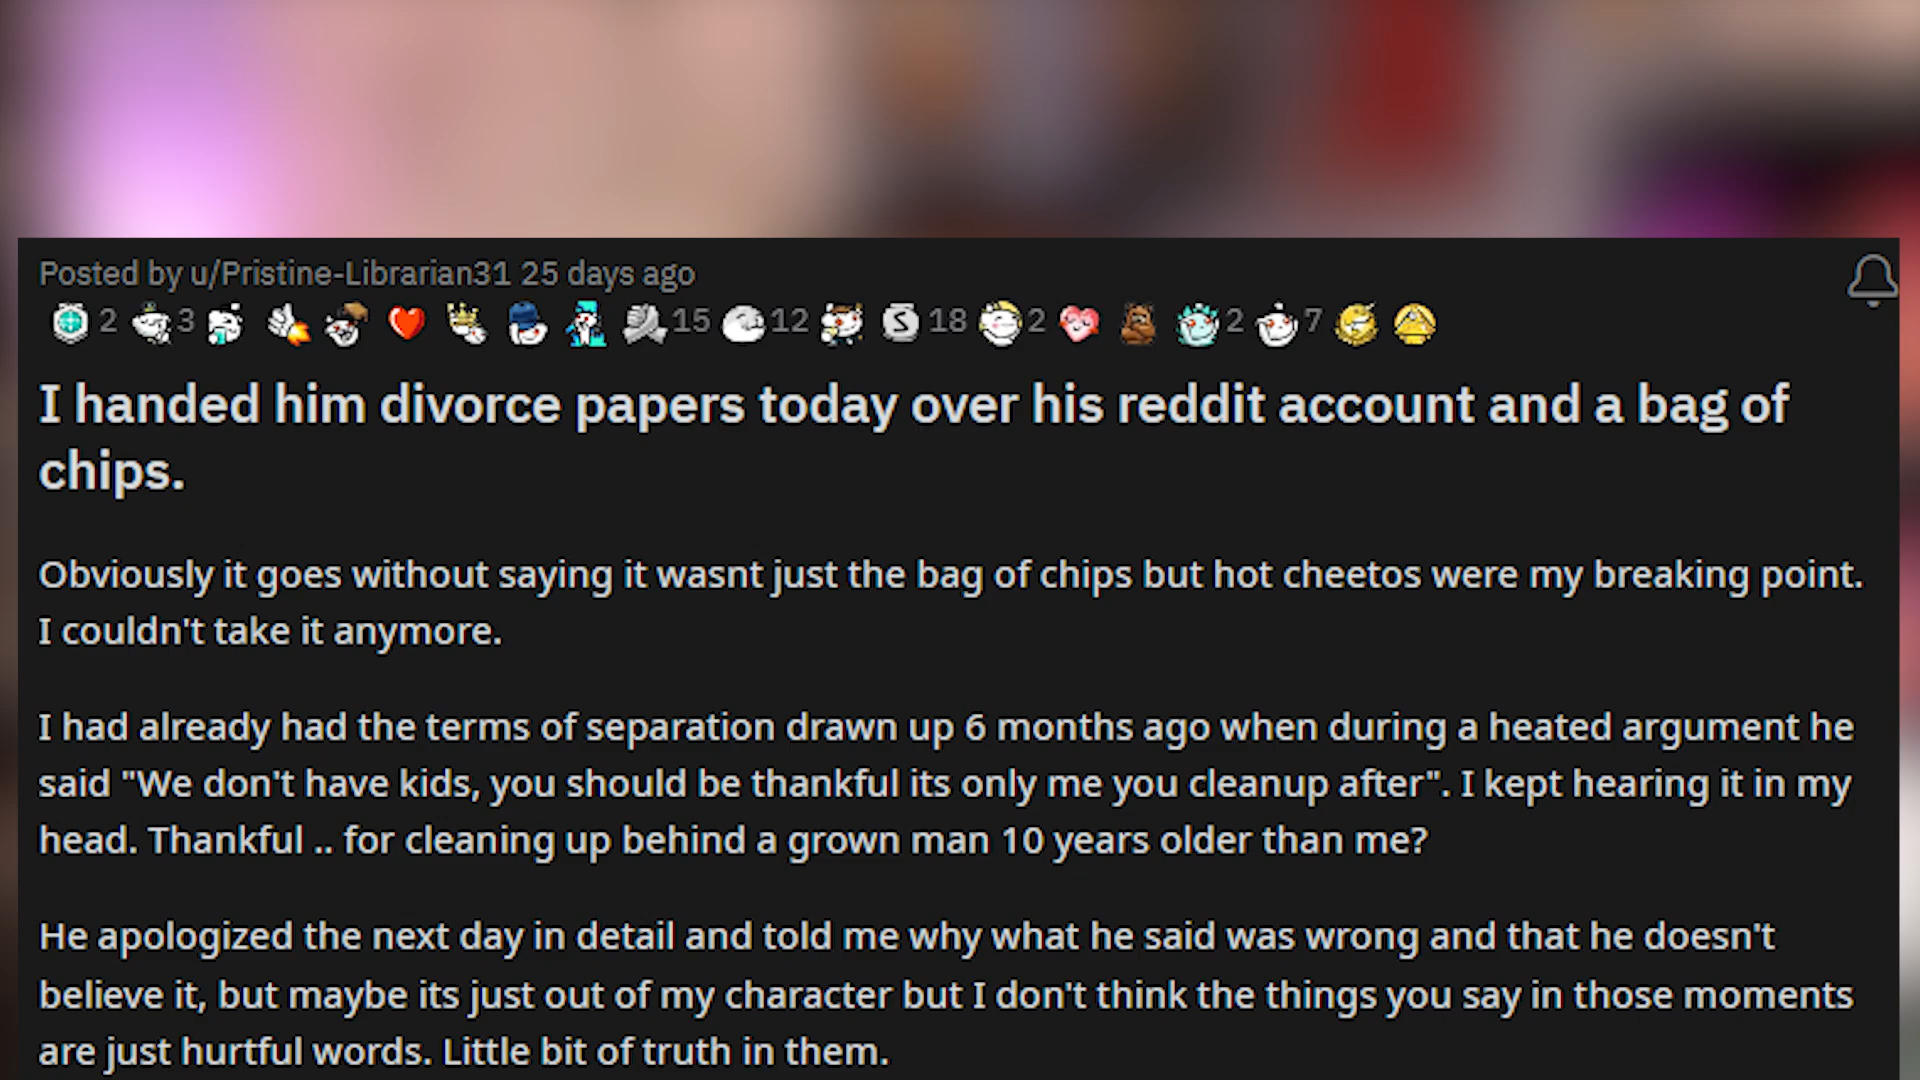 Posted by u/Pristine-Librarian31 25 days ago
2 3 15 12 S 18 2 2 7
I handed him divorce papers today over his reddit account and a bag of
chips.
Obviously it goes without saying it wasnt just the bag of chips but hot cheetos were my breaking point.
I couldn't take it anymore.
I had already had the terms of separation drawn up 6 months ago when during a heated argument he
said "We don't have kids, you should be thankful its only me you cleanup after". I kept hearing it in my
head. Thankful .. for cleaning up behind a grown man 10 years older than me?
He apologized the next day in detail and told me why what he said was wrong and that he doesn't
believe it, but maybe its just out of my character but I don't think the things you say in those moments
are just hurtful words. Little bit of truth in them.